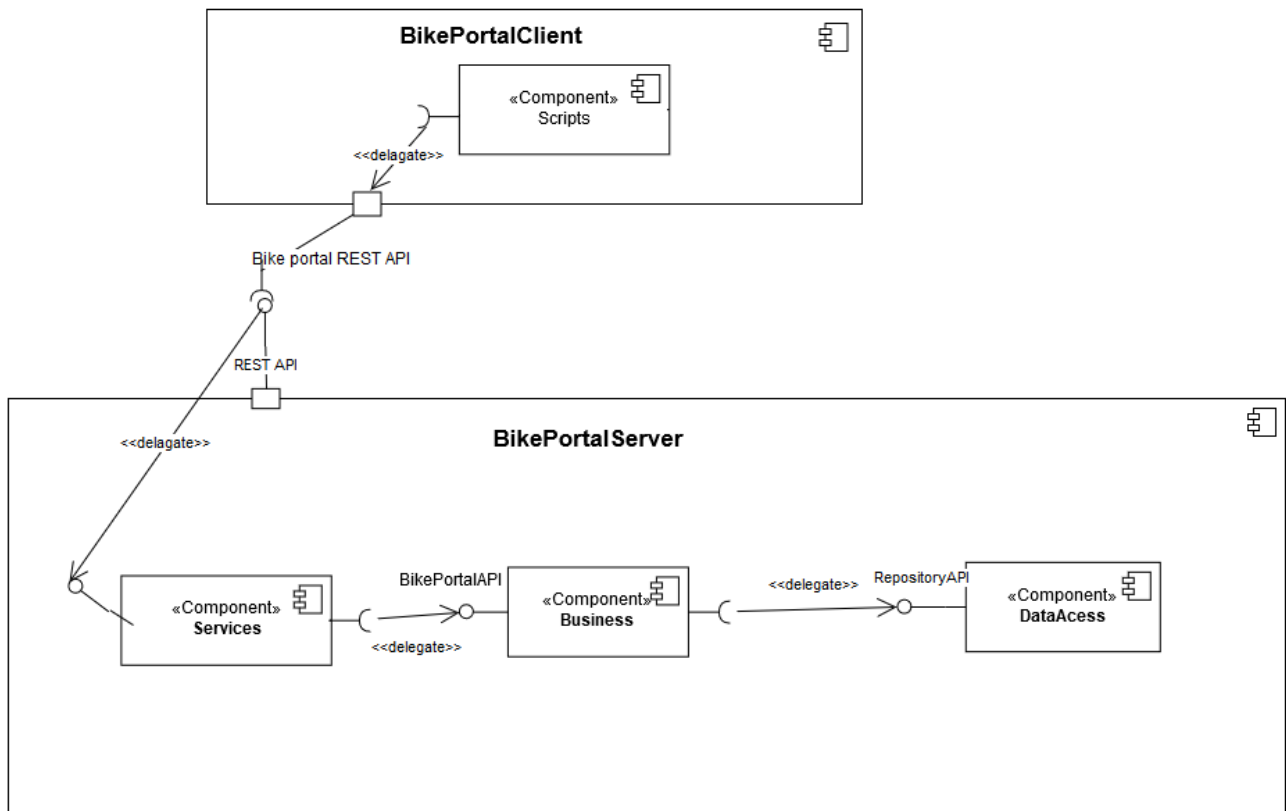 BikePortalClient
«Component»
Scripts
<<delagate>>
Bike portal REST API
REST API
<<delagate>>
BikePortalServer
«Component»
Services
<<delegate>>
BikePortalAPI
«Component»
Business
<<delegate>>
RepositoryAPI
«Component»
DataAcess